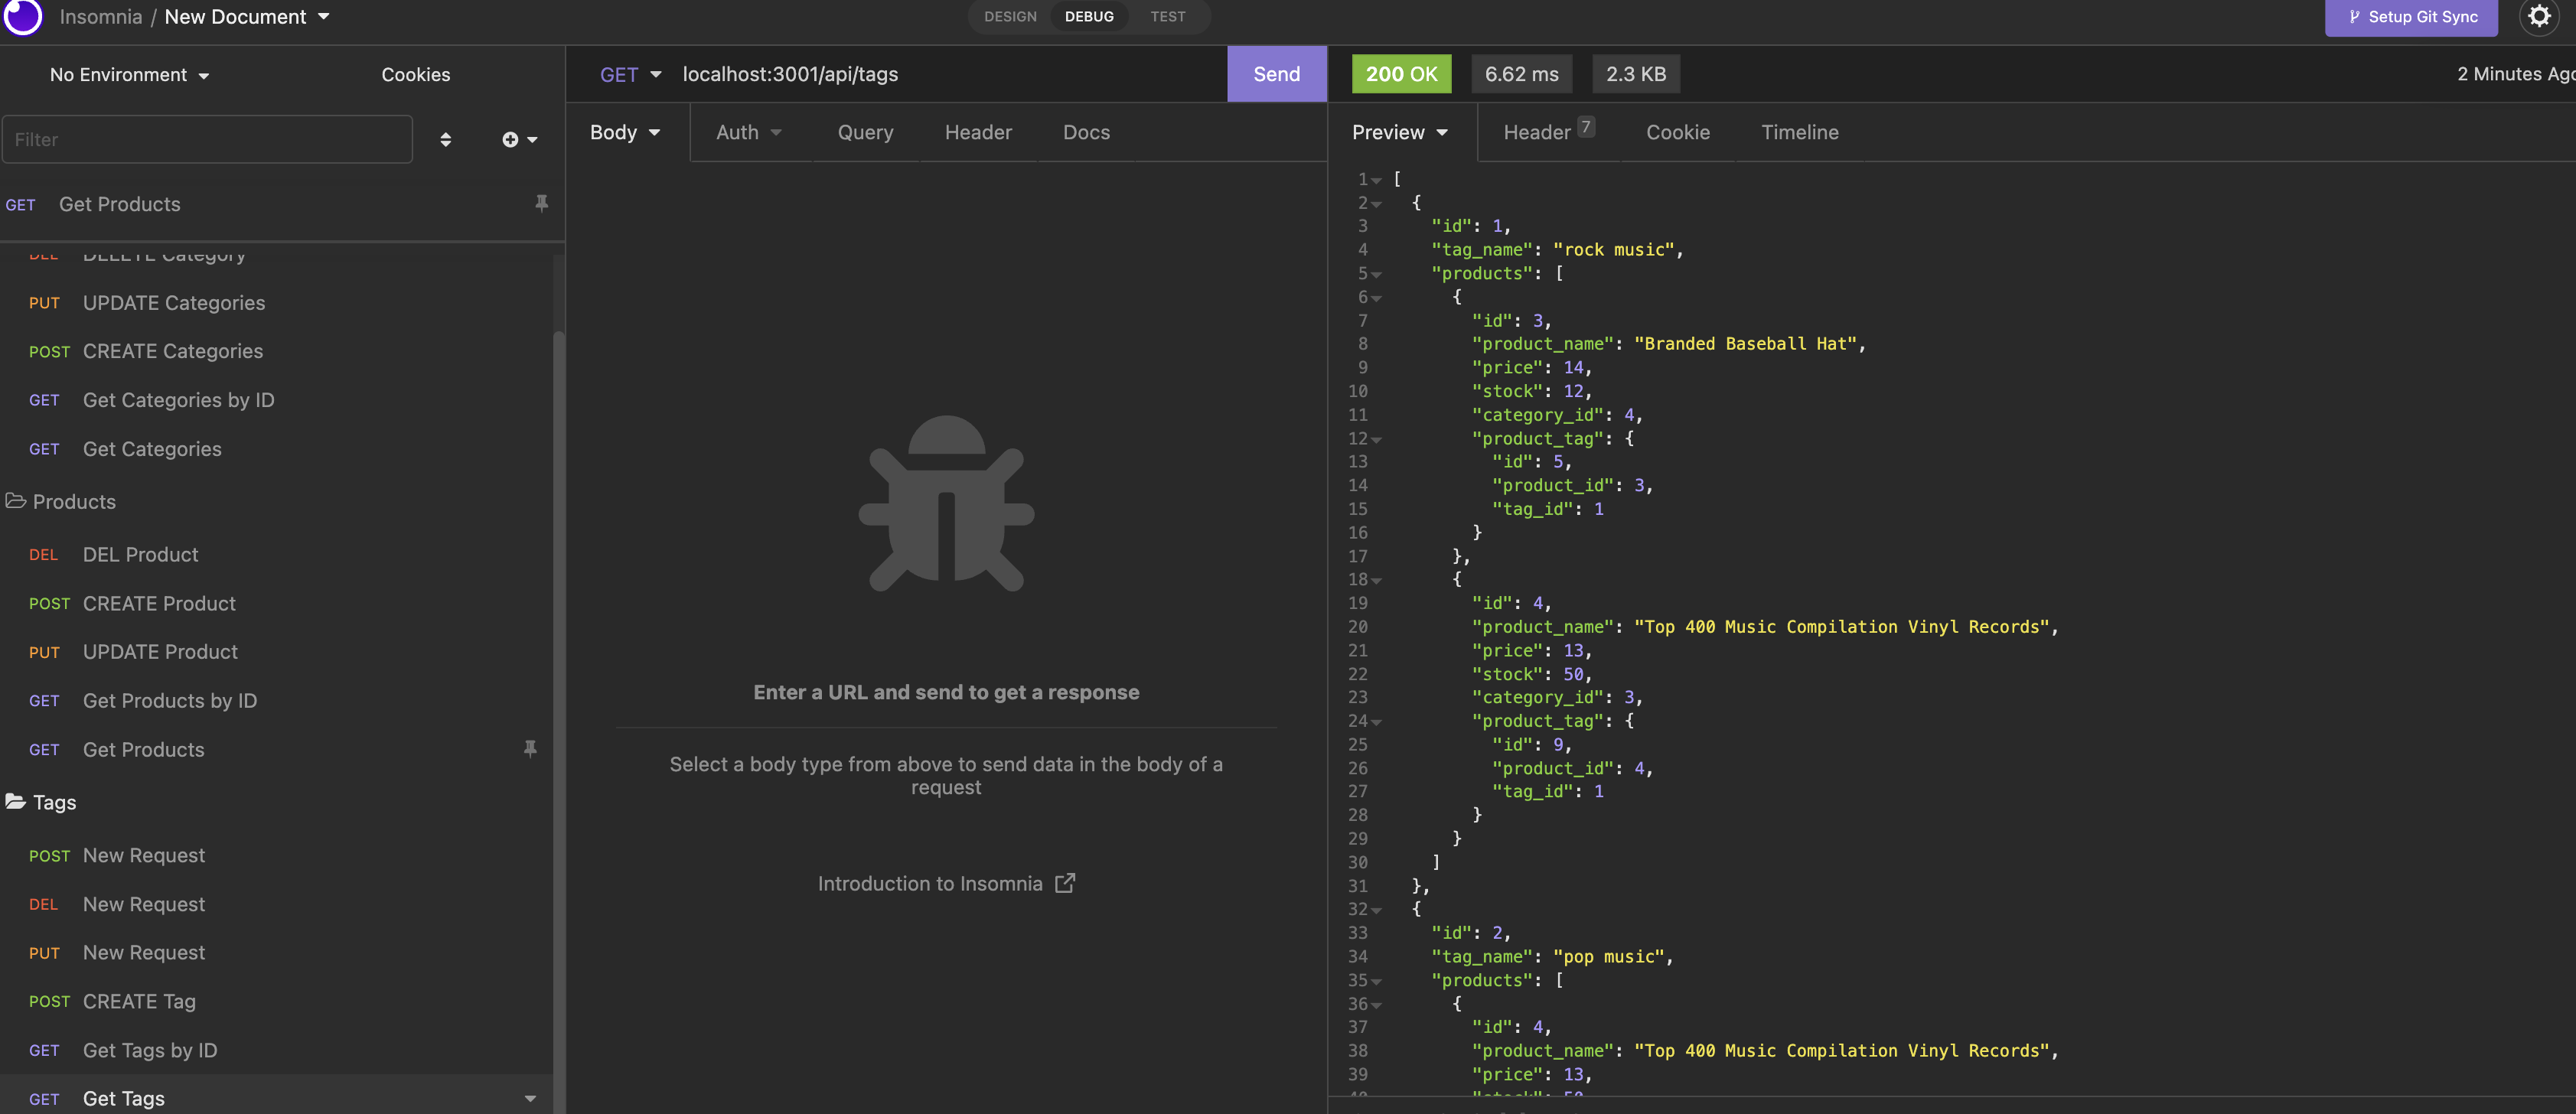 Insomnia / New Document
DESIGN DEBUG TEST
Setup Git Sync
No Environment
Cookies
Filter
GET Get Products
DEL DELETE Category
PUT UPDATE Categories
POST CREATE Categories
GET Get Categories by ID
GET Get Categories
Products
DEL DEL Product
POST CREATE Product
PUT UPDATE Product
GET Get Products by ID
GET Get Products
Tags
POST New Request
DEL New Request
PUT New Request
POST CREATE Tag
GET Get Tags by ID
GET Get Tags
GET localhost:3001/api/tags Send
Body Auth Query Header Docs
Enter a URL and send to get a response
Select a body type from above to send data in the body of a
request
Introduction to Insomnia
200 OK 6.62 ms 2.3 KB 2 Minutes Ago
Preview Header 7 Cookie Timeline
1 [
2 {
3 "id": 1,
4 "tag_name": "rock music",
5 "products": [
6 {
7 "id": 3,
8 "product_name": "Branded Baseball Hat",
9 "price": 14,
10 "stock": 12,
11 "category_id": 4,
12 "product_tag": {
13 "id": 5,
14 "product_id": 3,
15 "tag_id": 1
16 }
17 },
18 {
19 "id": 4,
20 "product_name": "Top 400 Music Compilation Vinyl Records",
21 "price": 13,
22 "stock": 50,
23 "category_id": 3,
24 "product_tag": {
25 "id": 9,
26 "product_id": 4,
27 "tag_id": 1
28 }
29 }
30 ]
31 },
32 {
33 "id": 2,
34 "tag_name": "pop music",
35 "products": [
36 {
37 "id": 4,
38 "product_name": "Top 400 Music Compilation Vinyl Records",
39 "price": 13,
40 "stock": 50